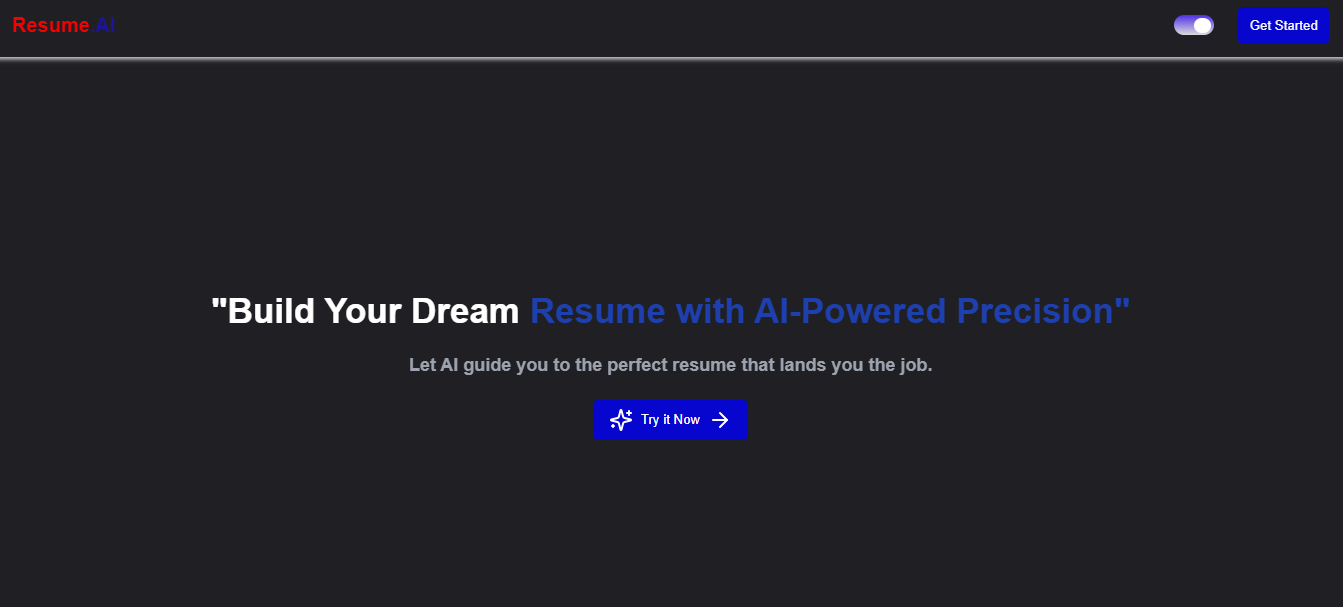 Resume.AI
Get Started
"Build Your Dream Resume with AI-Powered Precision"
Let AI guide you to the perfect resume that lands you the job.
Try it Now